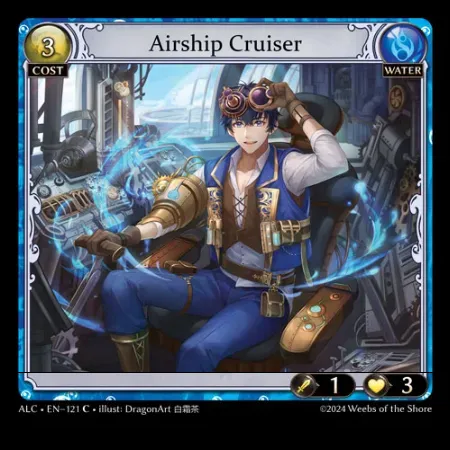 3
Airship Cruiser
COST
WATER
1
3
ALC • EN–121 C • illust: DragonArt 白霜茶
©2024 Weebs of the Shore